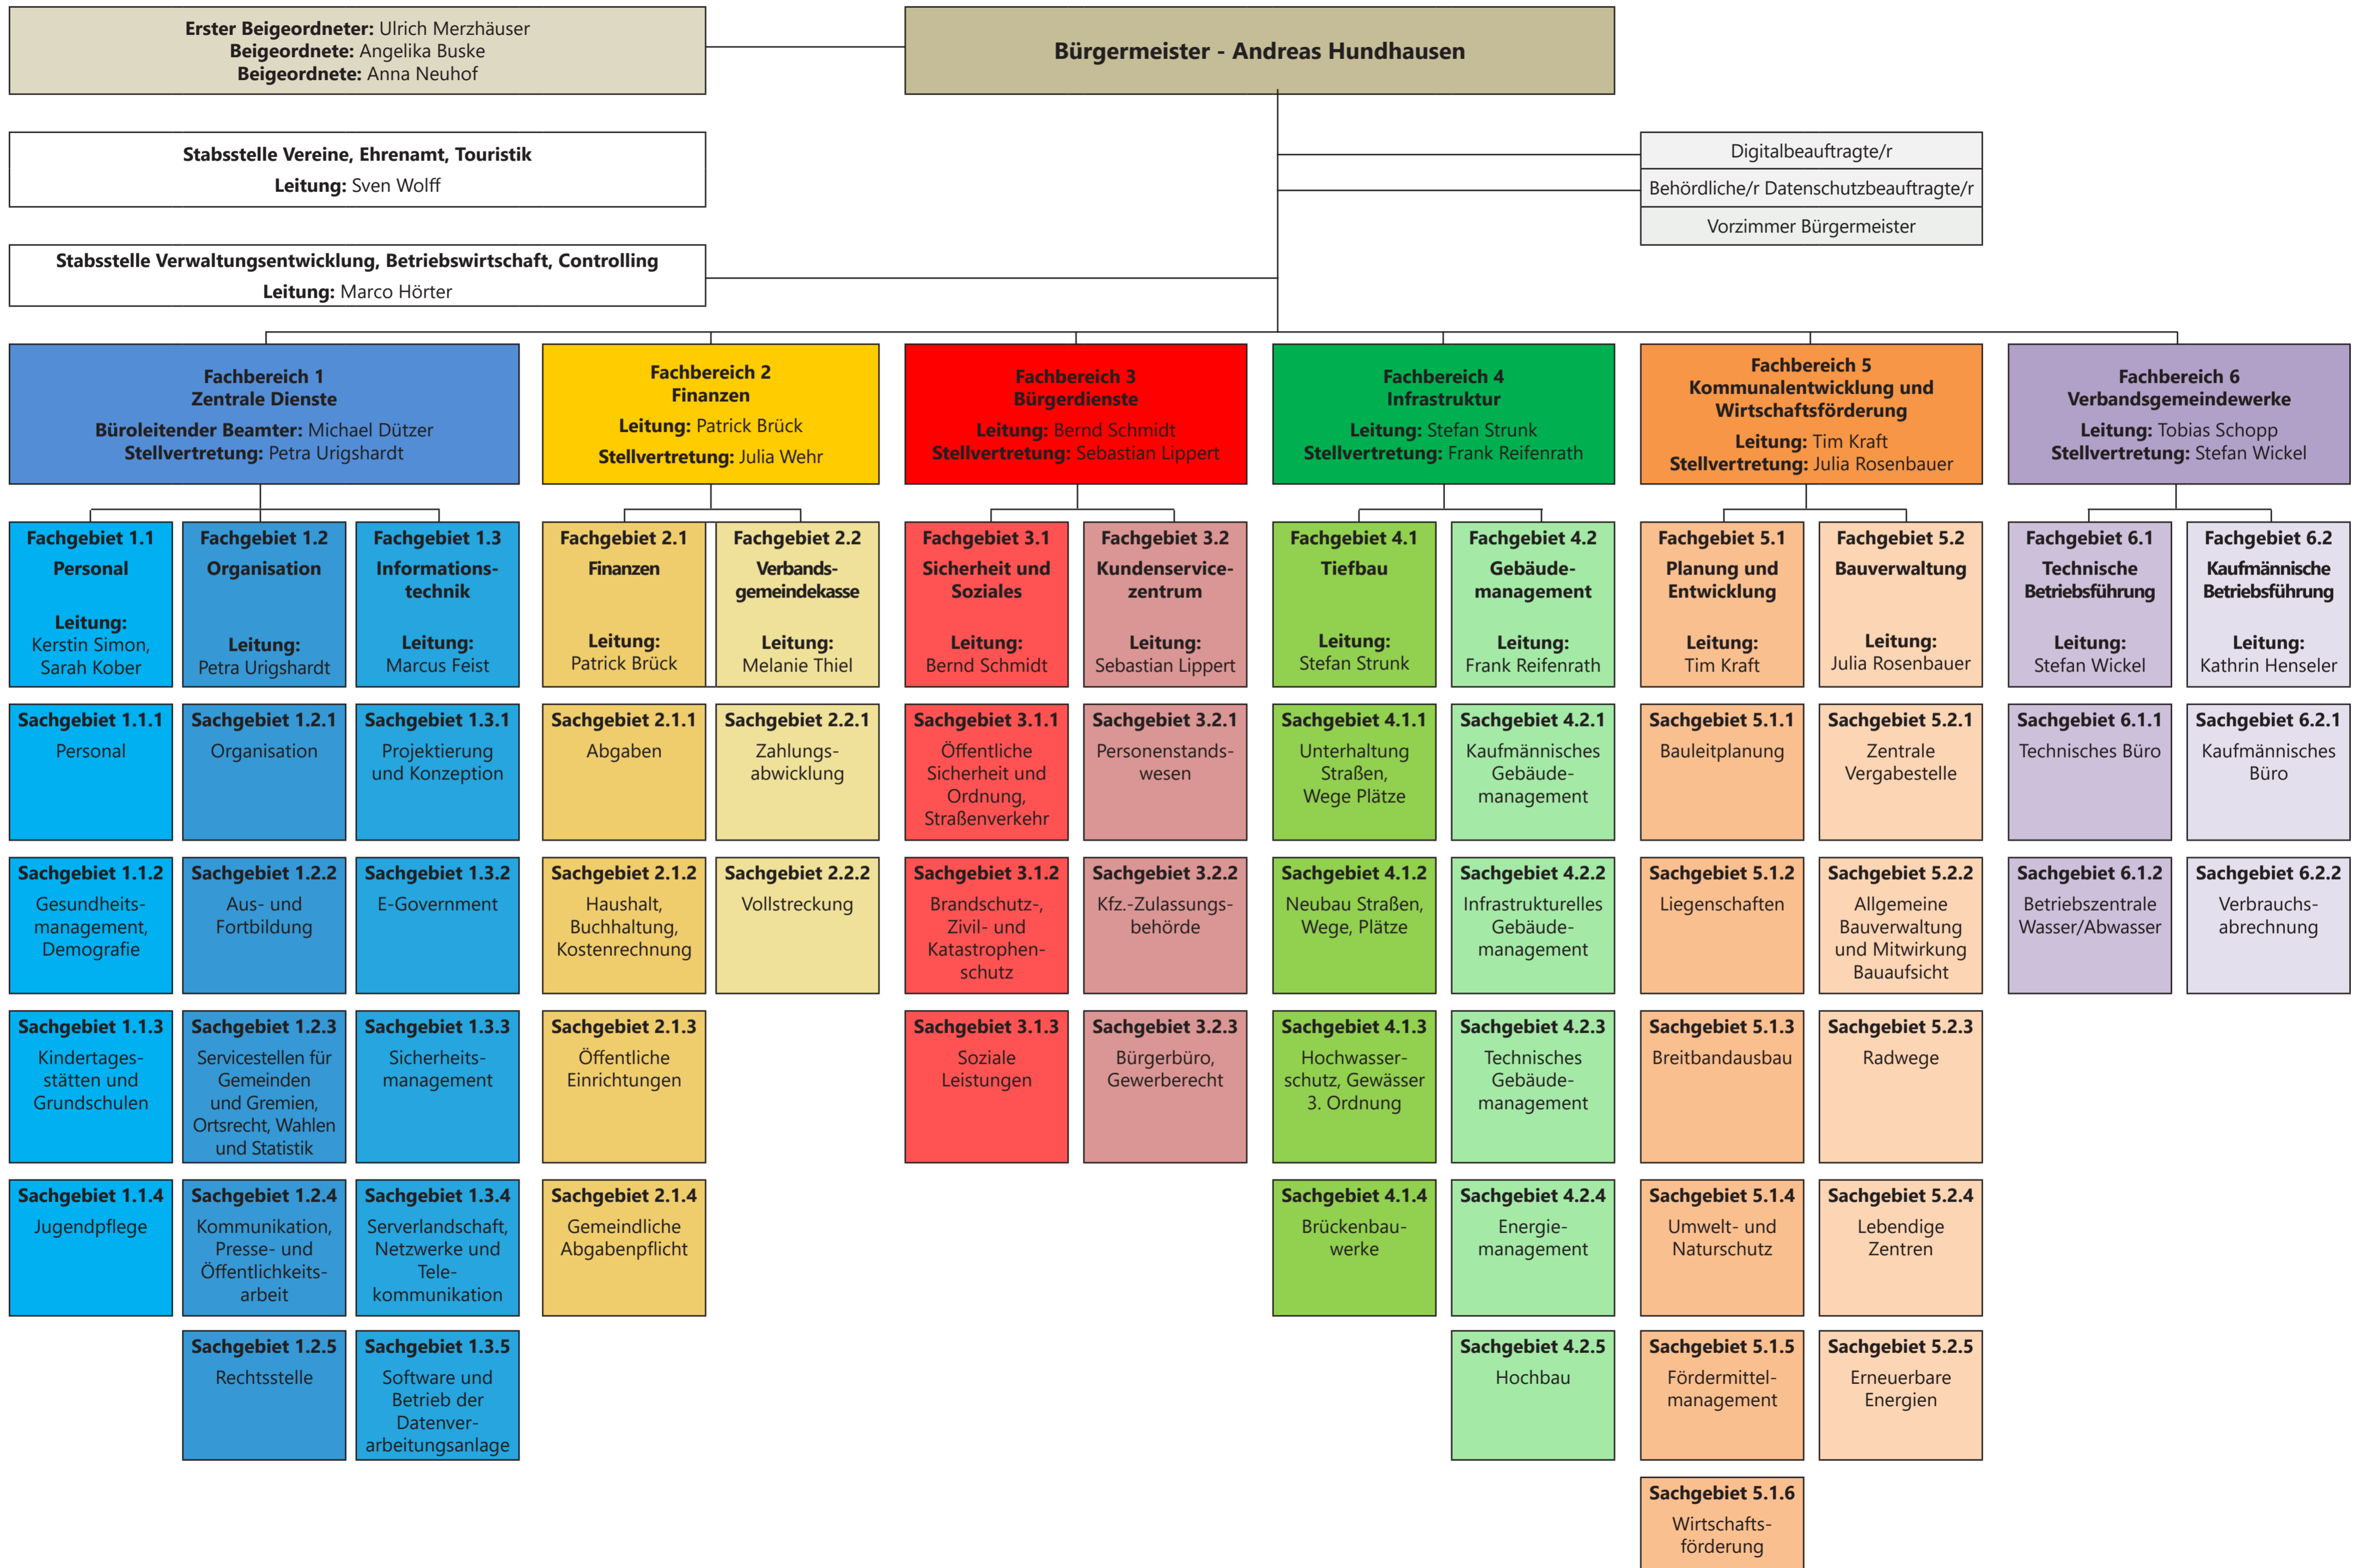 Erster Beigeordneter: Ulrich Merzhäuser
Beigeordnete: Angelika Buske
Beigeordnete: Anna Neuhof
Bürgermeister - Andreas Hundhausen
Stabsstelle Vereine, Ehrenamt, Touristik
Leitung: Sven Wolff
Digitalbeauftragte/r
Behördliche/r Datenschutzbeauftragte/r
Vorzimmer Bürgermeister
Stabsstelle Verwaltungsentwicklung, Betriebswirtschaft, Controlling
Leitung: Marco Hörter
Fachbereich 1
Zentrale Dienste
Büroleitender Beamter: Michael Dützer
Stellvertretung: Petra Urigshardt
Fachbereich 2
Finanzen
Leitung: Patrick Brück
Stellvertretung: Julia Wehr
Fachbereich 3
Bürgerdienste
Leitung: Bernd Schmidt
Stellvertretung: Sebastian Lippert
Fachbereich 4
Infrastruktur
Leitung: Stefan Strunk
Stellvertretung: Frank Reifenrath
Fachbereich 5
Kommunalentwicklung und
Wirtschaftsförderung
Leitung: Tim Kraft
Stellvertretung: Julia Rosenbauer
Fachbereich 6
Verbandsgemeindewerke
Leitung: Tobias Schopp
Stellvertretung: Stefan Wickel
Fachgebiet 1.1
Personal
Leitung:
Kerstin Simon,
Sarah Kober
Fachgebiet 1.2
Organisation
Leitung:
Petra Urigshardt
Fachgebiet 1.3
Informations-
technik
Leitung:
Marcus Feist
Fachgebiet 2.1
Finanzen
Leitung:
Patrick Brück
Fachgebiet 2.2
Verbands-
gemeindekasse
Leitung:
Melanie Thiel
Fachgebiet 3.1
Sicherheit und
Soziales
Leitung:
Bernd Schmidt
Fachgebiet 3.2
Kundenservice-
zentrum
Leitung:
Sebastian Lippert
Fachgebiet 4.1
Tiefbau
Leitung:
Stefan Strunk
Fachgebiet 4.2
Gebäude-
management
Leitung:
Frank Reifenrath
Fachgebiet 5.1
Planung und
Entwicklung
Leitung:
Tim Kraft
Fachgebiet 5.2
Bauverwaltung
Leitung:
Julia Rosenbauer
Fachgebiet 6.1
Technische
Betriebsführung
Leitung:
Stefan Wickel
Fachgebiet 6.2
Kaufmännische
Betriebsführung
Leitung:
Kathrin Henseler
Sachgebiet 1.1.1
Personal
Sachgebiet 1.2.1
Organisation
Sachgebiet 1.3.1
Projektierung
und Konzeption
Sachgebiet 2.1.1
Abgaben
Sachgebiet 2.2.1
Zahlungs-
abwicklung
Sachgebiet 3.1.1
Öffentliche
Sicherheit und
Ordnung,
Straßenverkehr
Sachgebiet 3.2.1
Personenstands-
wesen
Sachgebiet 4.1.1
Unterhaltung
Straßen,
Wege Plätze
Sachgebiet 4.2.1
Kaufmännisches
Gebäude-
management
Sachgebiet 5.1.1
Bauleitplanung
Sachgebiet 5.2.1
Zentrale
Vergabestelle
Sachgebiet 6.1.1
Technisches Büro
Sachgebiet 6.2.1
Kaufmännisches
Büro
Sachgebiet 1.1.2
Gesundheits-
management,
Demografie
Sachgebiet 1.2.2
Aus- und
Fortbildung
Sachgebiet 1.3.2
E-Government
Sachgebiet 2.1.2
Haushalt,
Buchhaltung,
Kostenrechnung
Sachgebiet 2.2.2
Vollstreckung
Sachgebiet 3.1.2
Brandschutz-,
Zivil- und
Katastrophen-
schutz
Sachgebiet 3.2.2
Kfz.-Zulassungs-
behörde
Sachgebiet 4.1.2
Neubau Straßen,
Wege, Plätze
Sachgebiet 4.2.2
Infrastrukturelles
Gebäude-
management
Sachgebiet 5.1.2
Liegenschaften
Sachgebiet 5.2.2
Allgemeine
Bauverwaltung
und Mitwirkung
Bauaufsicht
Sachgebiet 6.1.2
Betriebszentrale
Wasser/Abwasser
Sachgebiet 6.2.2
Verbrauchs-
abrechnung
Sachgebiet 1.1.3
Kindertages-
stätten und
Grundschulen
Sachgebiet 1.2.3
Servicestellen für
Gemeinden
und Gremien,
Ortsrecht, Wahlen
und Statistik
Sachgebiet 1.3.3
Sicherheits-
management
Sachgebiet 2.1.3
Öffentliche
Einrichtungen
Sachgebiet 3.1.3
Soziale
Leistungen
Sachgebiet 3.2.3
Bürgerbüro,
Gewerberecht
Sachgebiet 4.1.3
Hochwasser-
schutz, Gewässer
3. Ordnung
Sachgebiet 4.2.3
Technisches
Gebäude-
management
Sachgebiet 5.1.3
Breitbandausbau
Sachgebiet 5.2.3
Radwege
Sachgebiet 1.1.4
Jugendpflege
Sachgebiet 1.2.4
Kommunikation,
Presse- und
Öffentlichkeits-
arbeit
Sachgebiet 1.3.4
Serverlandschaft,
Netzwerke und
Tele-
kommunikation
Sachgebiet 2.1.4
Gemeindliche
Abgabenpflicht
Sachgebiet 4.1.4
Brückenbau-
werke
Sachgebiet 4.2.4
Energie-
management
Sachgebiet 5.1.4
Umwelt- und
Naturschutz
Sachgebiet 5.2.4
Lebendige
Zentren
Sachgebiet 1.2.5
Rechtsstelle
Sachgebiet 1.3.5
Software und
Betrieb der
Datenver-
arbeitungsanlage
Sachgebiet 4.2.5
Hochbau
Sachgebiet 5.1.5
Fördermittel-
management
Sachgebiet 5.2.5
Erneuerbare
Energien
Sachgebiet 5.1.6
Wirtschafts-
förderung